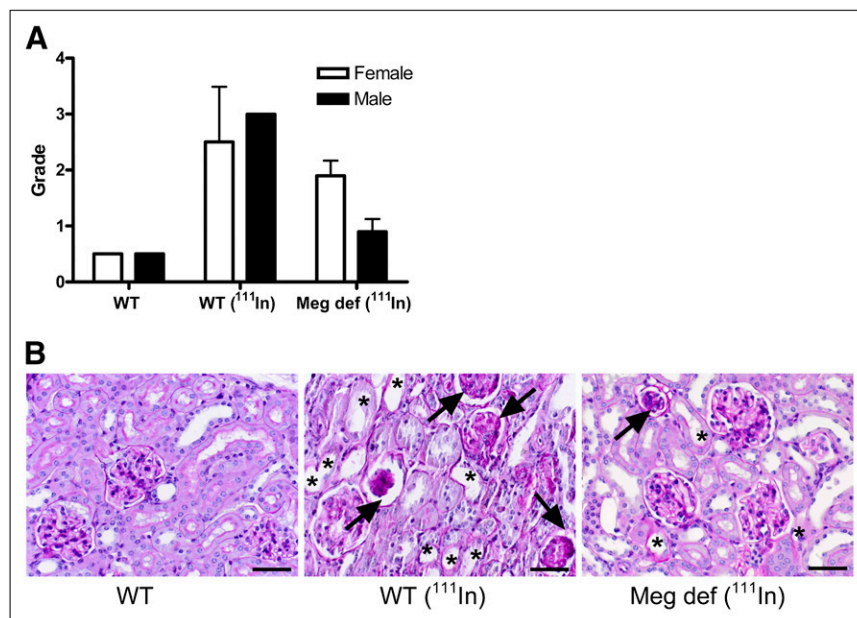 A
4
3
2
1
0
Grade
Female
Male
WT
WT (¹¹¹In)
Meg def (¹¹¹In)
B
* * * * * * * *
* * *
WT
WT (¹¹¹In)
Meg def (¹¹¹In)